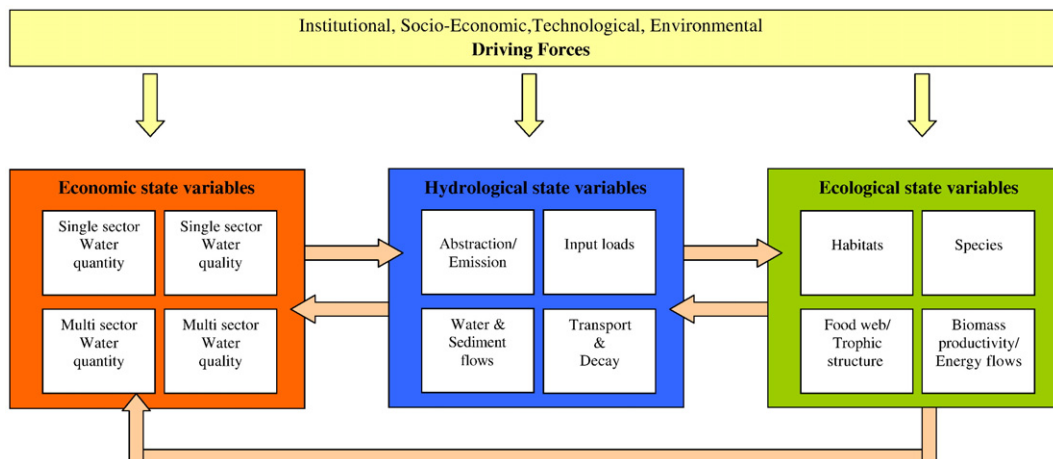 Institutional, Socio-Economic,Technological, Environmental
Driving Forces
Economic state variables
Single sector
Water
quantity
Single sector
Water
quality
Multi sector
Water
quantity
Multi sector
Water
quality
Hydrological state variables
Abstraction/
Emission
Input loads
Water &
Sediment
flows
Transport
&
Decay
Ecological state variables
Habitats
Species
Food web/
Trophic
structure
Biomass
productivity/
Energy flows